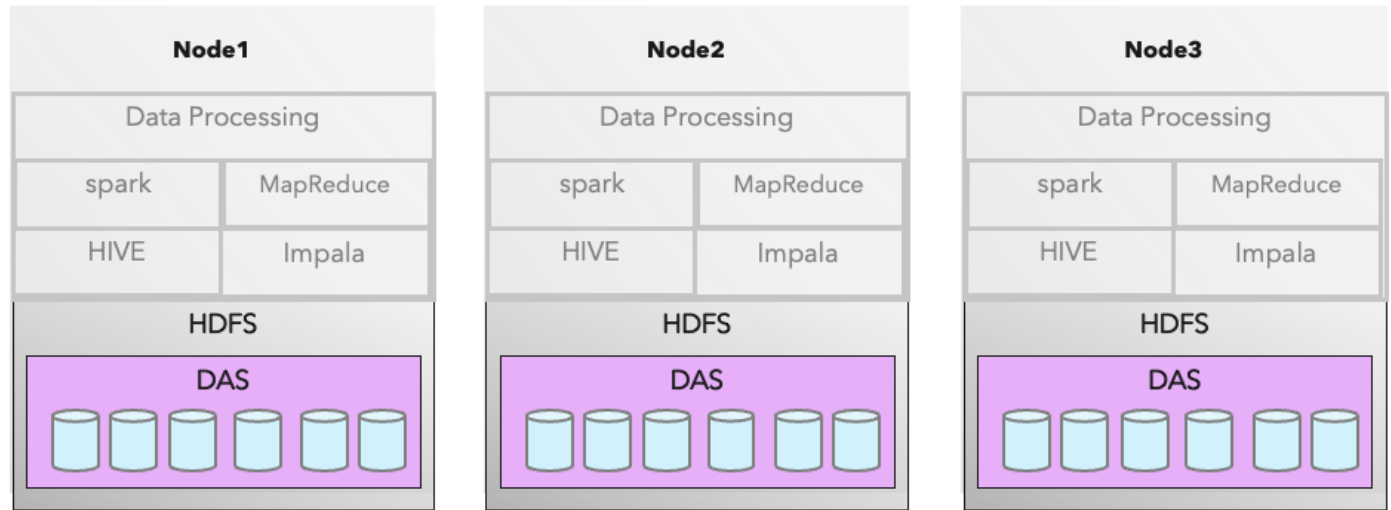 Node1
Data Processing
spark
MapReduce
HIVE
Impala
HDFS
DAS
Node2
Data Processing
spark
MapReduce
HIVE
Impala
HDFS
DAS
Node3
Data Processing
spark
MapReduce
HIVE
Impala
HDFS
DAS